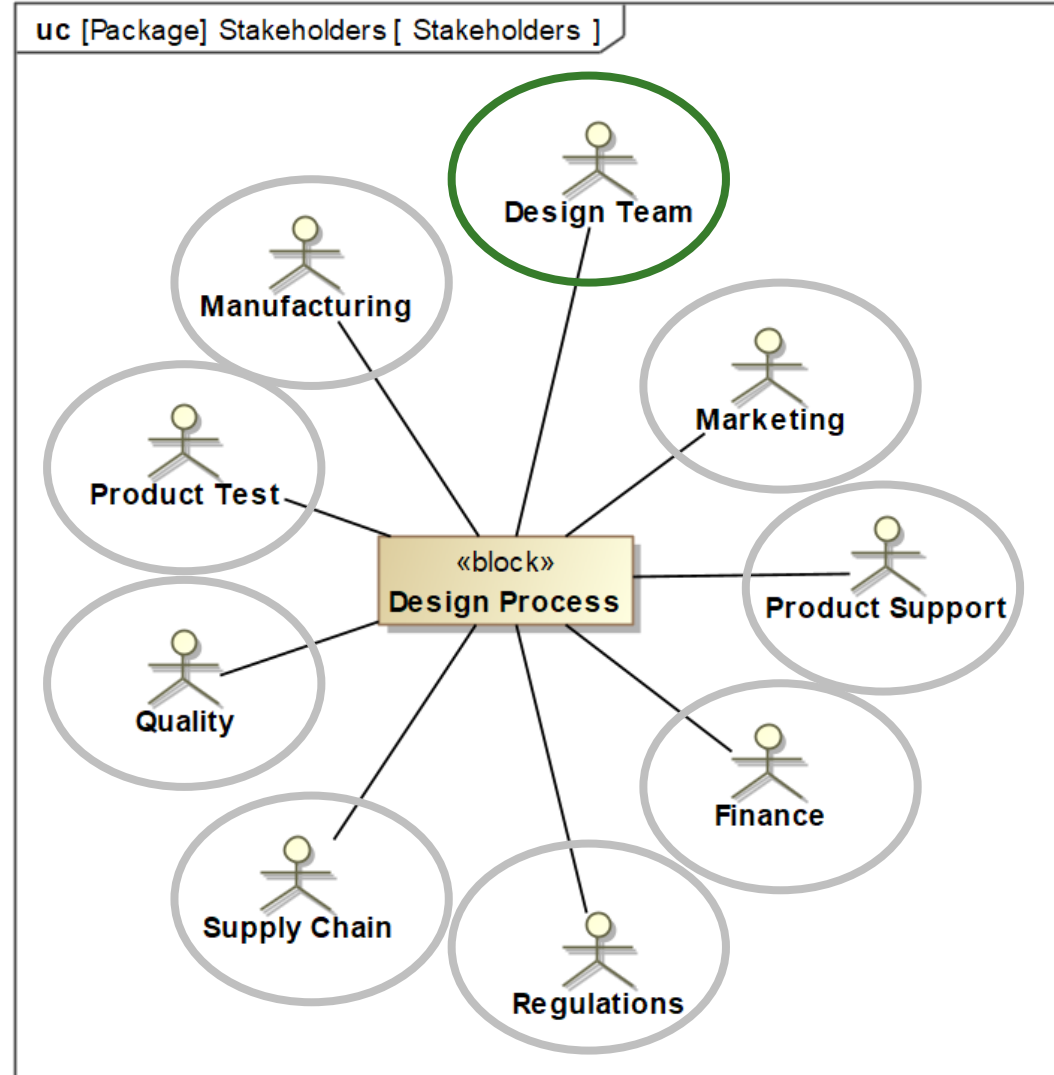 uc [Package] Stakeholders [ Stakeholders ]
Design Team
Manufacturing
Marketing
Product Test
«block»
Design Process
Product Support
Quality
Finance
Supply Chain
Regulations